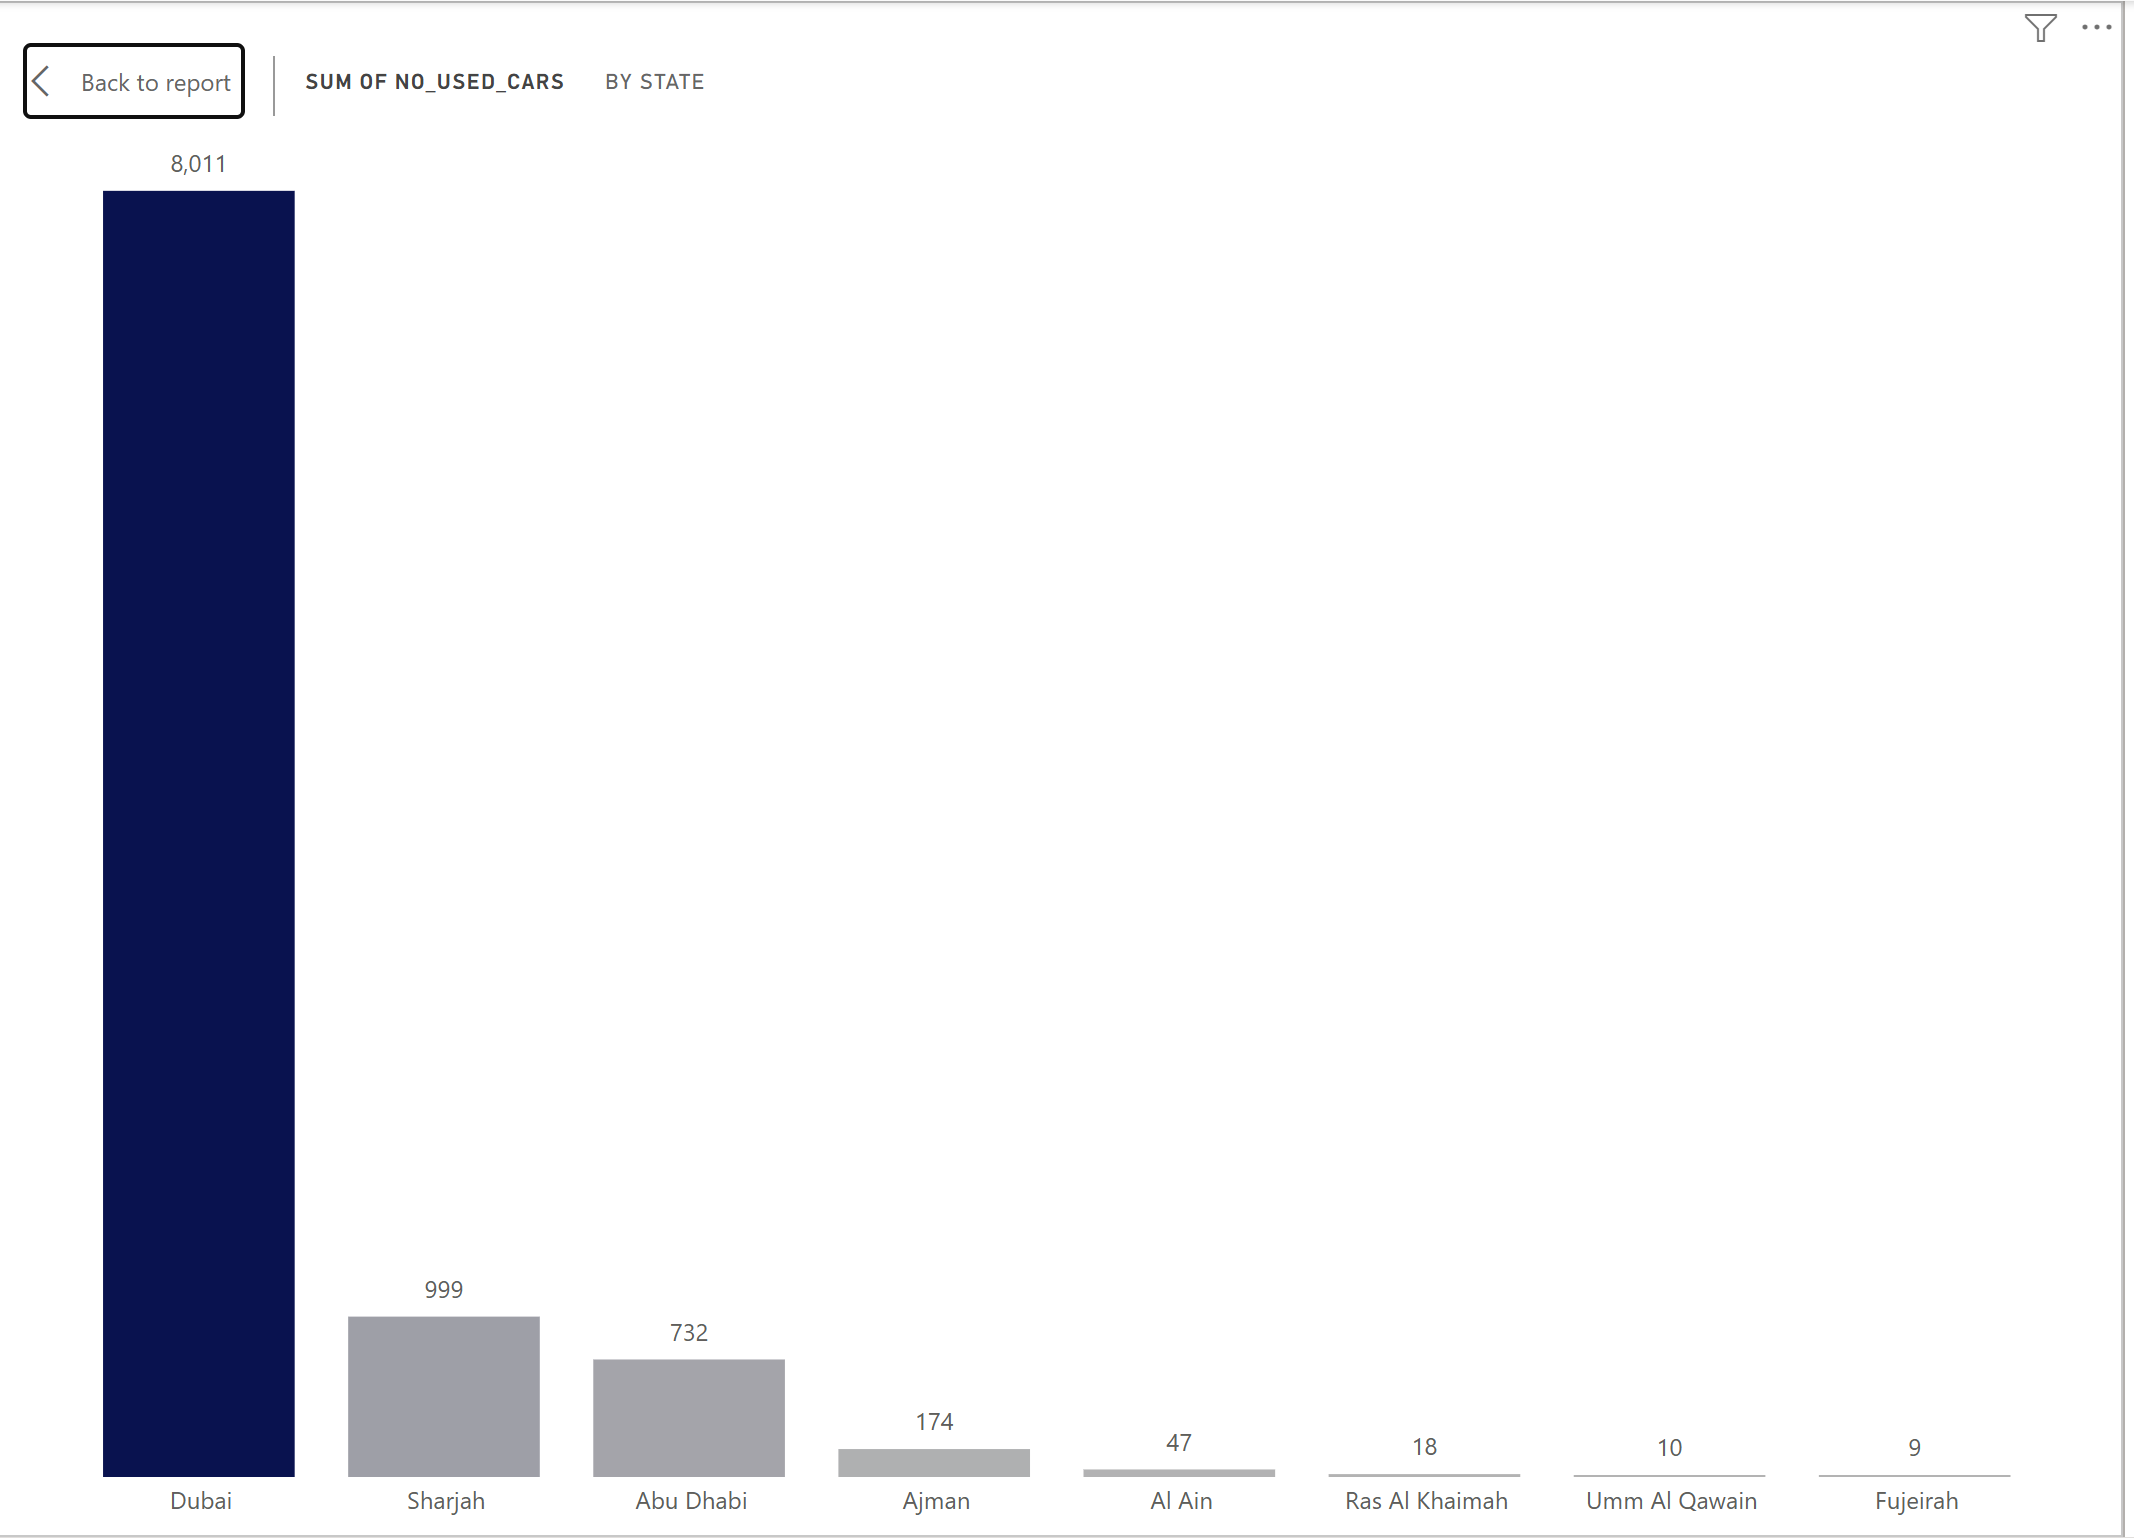 Back to report
SUM OF NO_USED_CARS BY STATE
8,011
999
732
174
47
18
10
9
Dubai
Sharjah
Abu Dhabi
Ajman
Al Ain
Ras Al Khaimah
Umm Al Qawain
Fujeirah